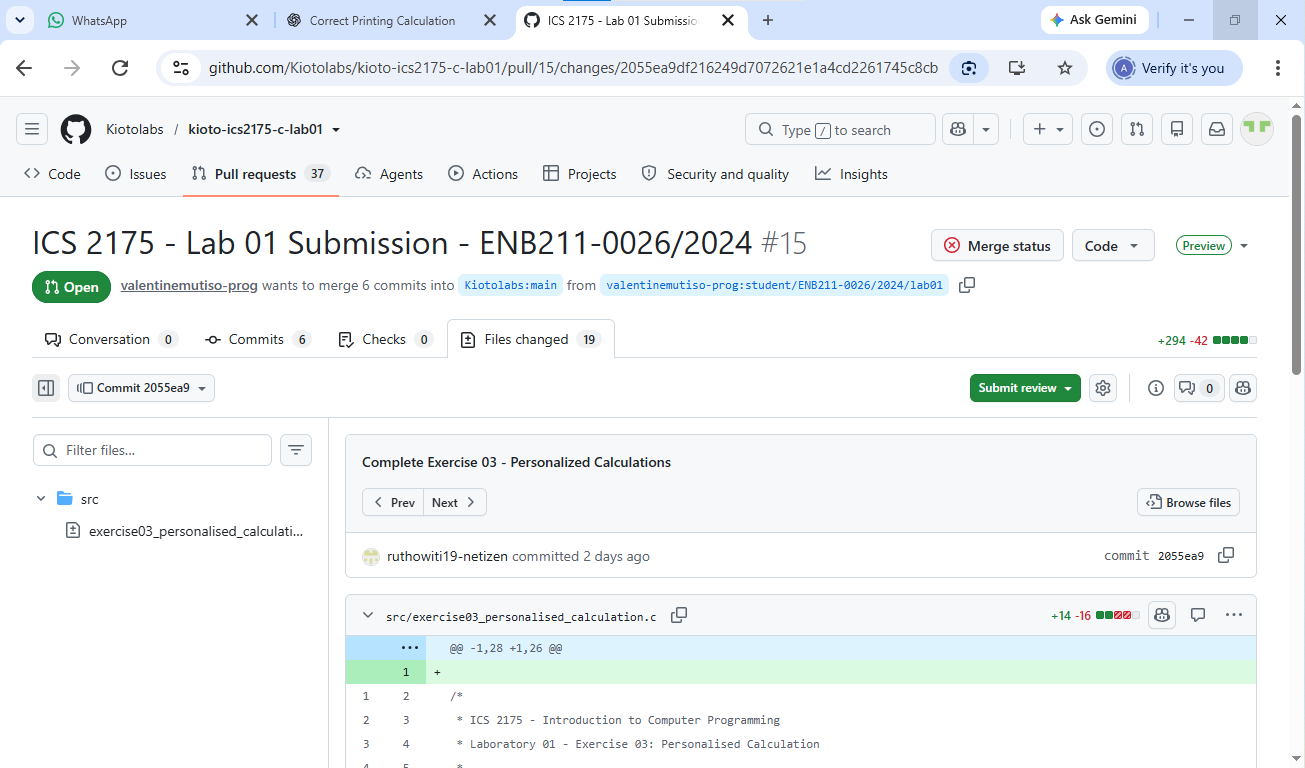 WhatsApp
Correct Printing Calculation
ICS 2175 - Lab 01 Submissio
Ask Gemini
github.com/Kiotolabs/kioto-ics2175-c-lab01/pull/15/changes/2055ea9df216249d7072621e1a4cd2261745c8cb
A Verify it's you
Kiotolabs / kioto-ics2175-c-lab01
Type / to search
Code
Issues
Pull requests 37
Agents
Actions
Projects
Security and quality
Insights
ICS 2175 - Lab 01 Submission - ENB211-0026/2024 #15
Merge status
Code
Preview
Open
valentinemutiso-prog wants to merge 6 commits into Kiotolabs:main from valentinemutiso-prog:student/ENB211-0026/2024/lab01
Conversation 0
Commits 6
Checks 0
Files changed 19
+294 -42
Commit 2055ea9
Submit review
0
Filter files...
Complete Exercise 03 - Personalized Calculations
Prev
Next
Browse files
src
exercise03_personalised_calculati...
ruthowiti19-netizen committed 2 days ago
commit 2055ea9
src/exercise03_personalised_calculation.c
+14 -16
@@ -1,28 +1,26 @@
1 +
1 2 /*
2 3 * ICS 2175 - Introduction to Computer Programming
3 4 * Laboratory 01 - Exercise 03: Personalised Calculation
4 5 *